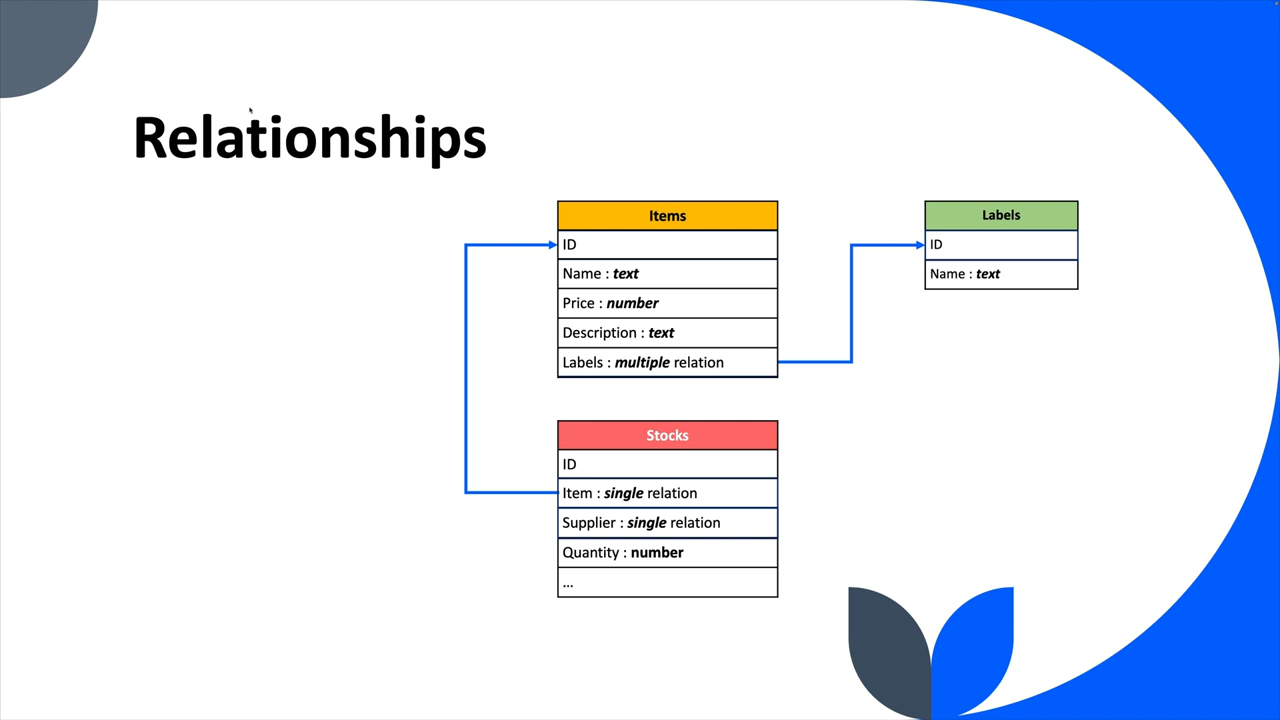 Relationships
Items
ID
Name : text
Price : number
Description : text
Labels : multiple relation
Labels
ID
Name : text
Stocks
ID
Item : single relation
Supplier : single relation
Quantity : number
...